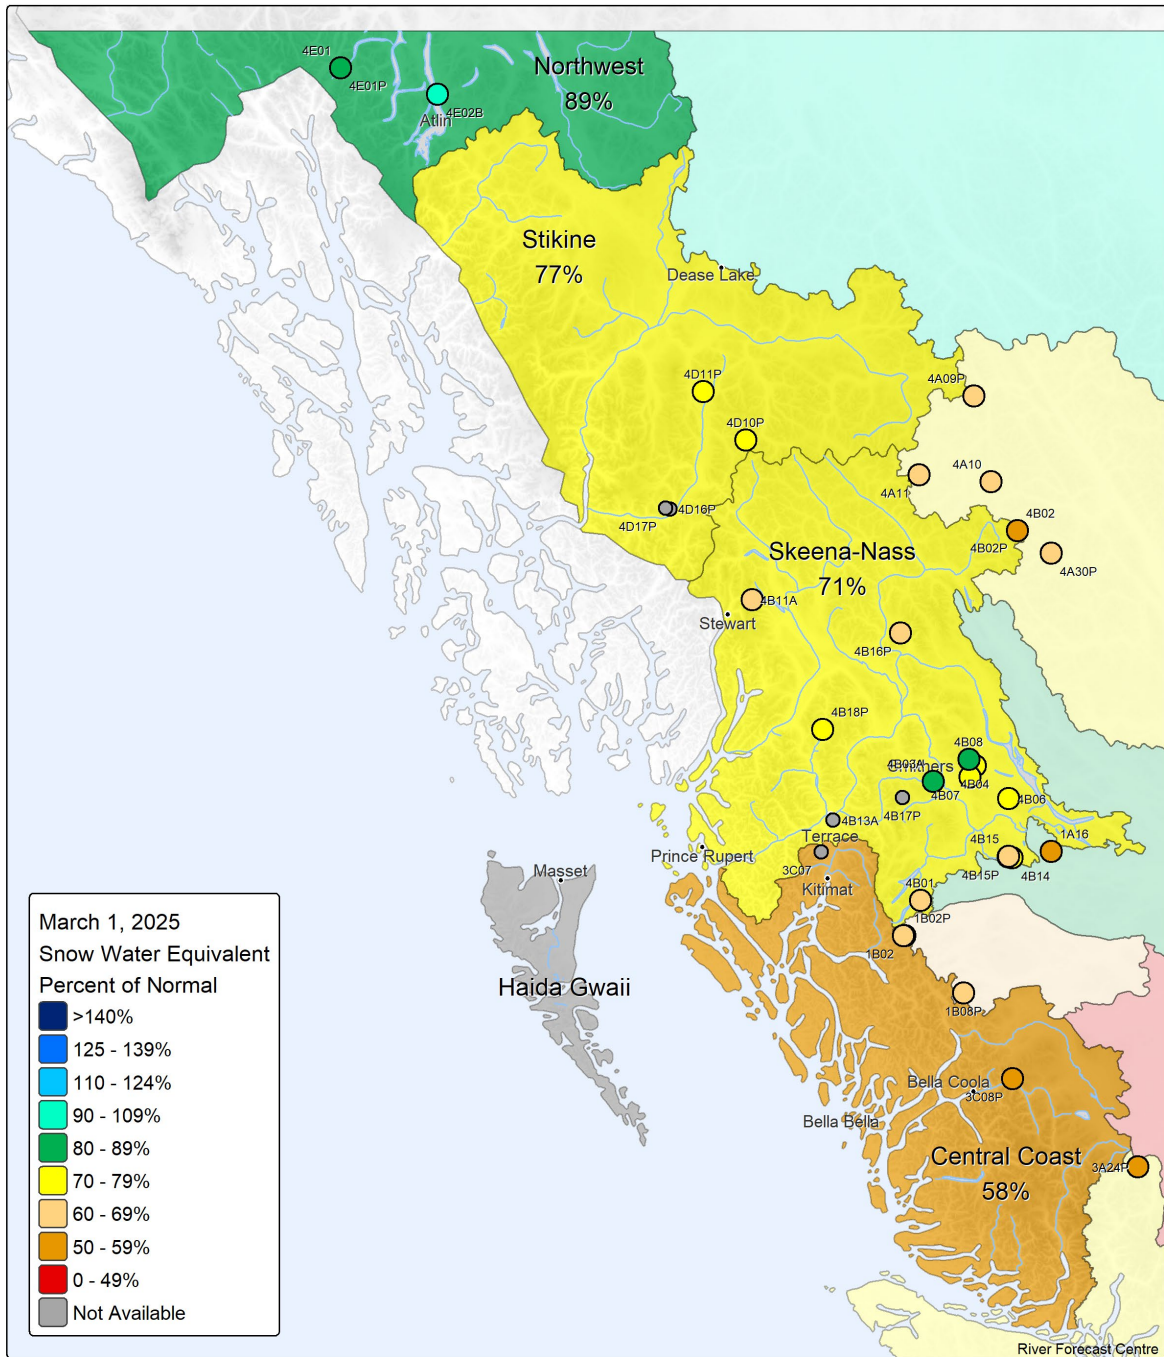 4E01
4E01P
Northwest
89%
4E02B
Atlin
Stikine
77%
Dease Lake
4D11P
4A09P
4D10P
4A10
4A11
4D16P
4D17P
4B02
4B02P
Skeena-Nass
71%
4A30P
4B11A
Stewart
4B16P
4B18P
4B08
4B03A
Smithers
4B04
4B07
4B06
4B17P
4B13A
Terrace
4B15
1A16
Prince Rupert
3C07
4B15P
4B14
Masset
Kitimat
4B01
1B02P
1B02
Haida Gwaii
1B08P
Bella Coola
3C08P
Bella Bella
Central Coast
58%
3A24P
March 1, 2025
Snow Water Equivalent
Percent of Normal
>140%
125 - 139%
110 - 124%
90 - 109%
80 - 89%
70 - 79%
60 - 69%
50 - 59%
0 - 49%
Not Available
River Forecast Centre